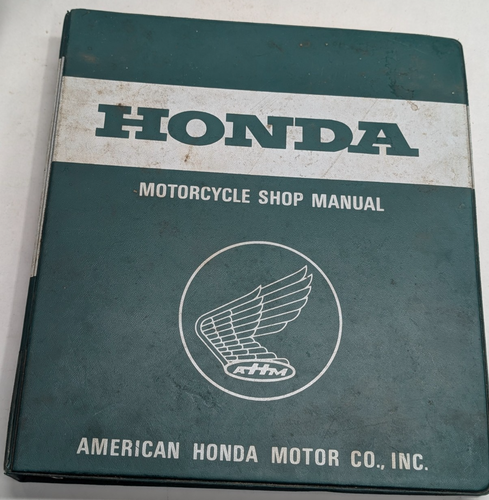 HONDA
MOTORCYCLE SHOP MANUAL
AHM
AMERICAN HONDA MOTOR CO., INC.